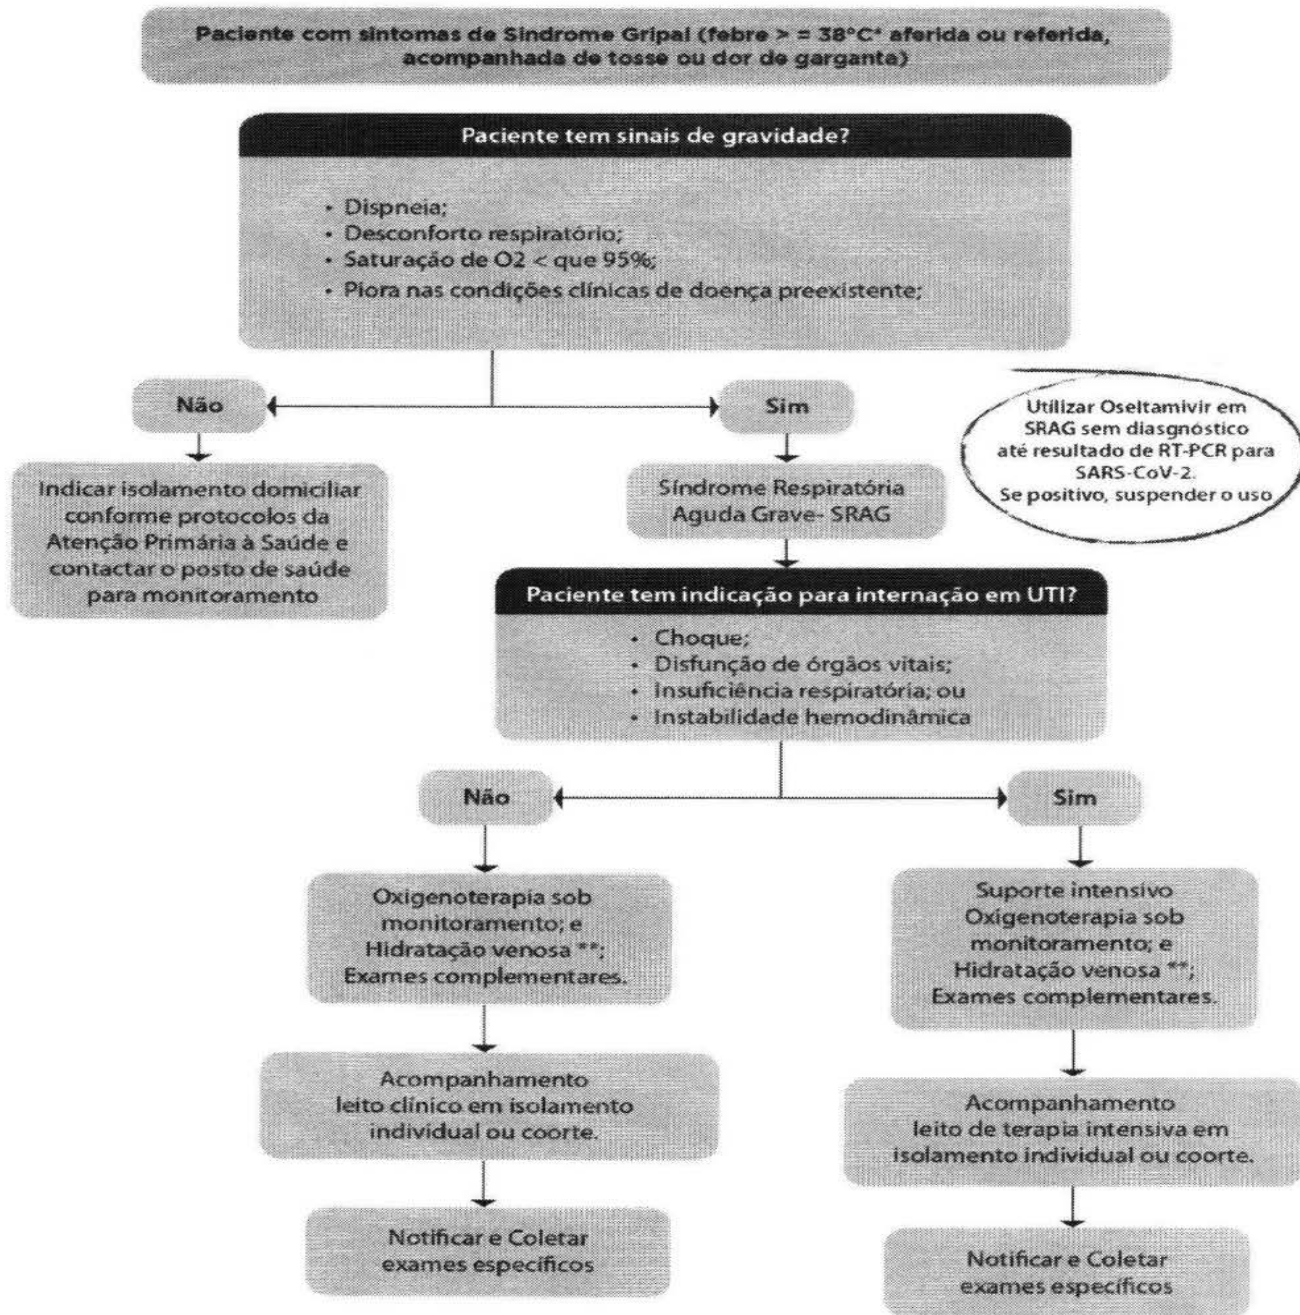 Paciente com sintomas de Síndrome Gripal (febre > = 38°C* aferida ou referida,
acompanhada de tosse ou dor de garganta)
Paciente tem sinais de gravidade?
• Dispneia;
• Desconforto respiratório;
• Saturação de O2 < que 95%;
• Piora nas condições clínicas de doença preexistente;
Não
Sim
Utilizar Oseltamivir em
SRAG sem diasgnóstico
até resultado de RT-PCR para
SARS-CoV-2.
Se positivo, suspender o uso
Indicar isolamento domiciliar
conforme protocolos da
Atenção Primária à Saúde e
contactar o posto de saúde
para monitoramento
Síndrome Respiratória
Aguda Grave- SRAG
Paciente tem indicação para internação em UTI?
• Choque;
• Disfunção de órgãos vitais;
• Insuficiência respiratória; ou
• Instabilidade hemodinâmica
Não
Sim
Oxigenoterapia sob
monitoramento; e
Hidratação venosa **;
Exames complementares.
Suporte intensivo
Oxigenoterapia sob
monitoramento; e
Hidratação venosa **;
Exames complementares.
Acompanhamento
leito clínico em isolamento
individual ou coorte.
Acompanhamento
leito de terapia intensiva em
isolamento individual ou coorte.
Notificar e Coletar
exames específicos
Notificar e Coletar
exames específicos